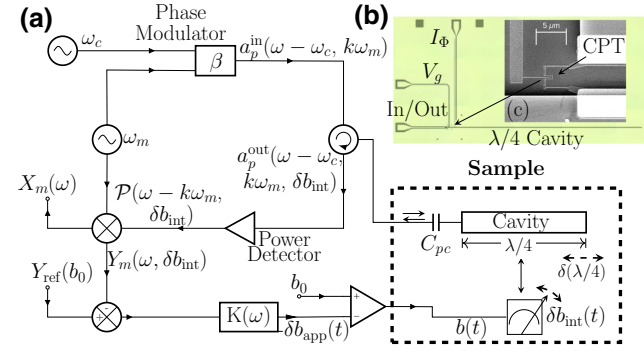 (a)
Phase
Modulator
ω_c
β
a_p^in(ω − ω_c, kω_m)
ω_m
a_p^out(ω − ω_c,
kω_m, δb_int)
X_m(ω)
P(ω − kω_m,
δb_int)
Power
Detector
Y_m(ω, δb_int)
Y_ref(b_0)
+
-
K(ω)
b_0
δb_app(t)
+
−
(b)
I_Φ
V_g
In/Out
λ/4 Cavity
5 μm
CPT
(c)
Sample
C_pc
Cavity
λ/4
δ(λ/4)
b(t)
δb_int(t)